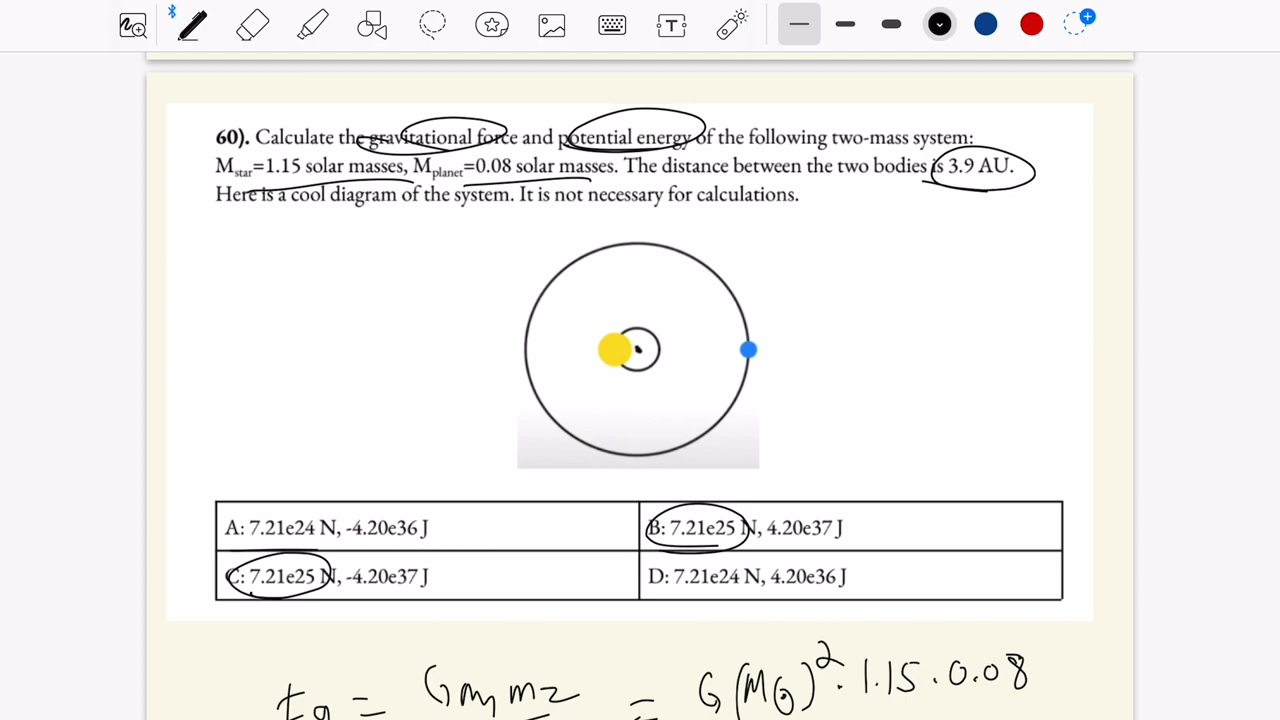 T
60). Calculate the gravitational force and potential energy of the following two-mass system:
Mstar=1.15 solar masses, Mplanet=0.08 solar masses. The distance between the two bodies is 3.9 AU.
Here is a cool diagram of the system. It is not necessary for calculations.
A: 7.21e24 N, -4.20e36 J
B: 7.21e25 N, 4.20e37 J
C: 7.21e25 N, -4.20e37 J
D: 7.21e24 N, 4.20e36 J
Fg = Gm1m2 = G(M⊙)²·1.15·0.08